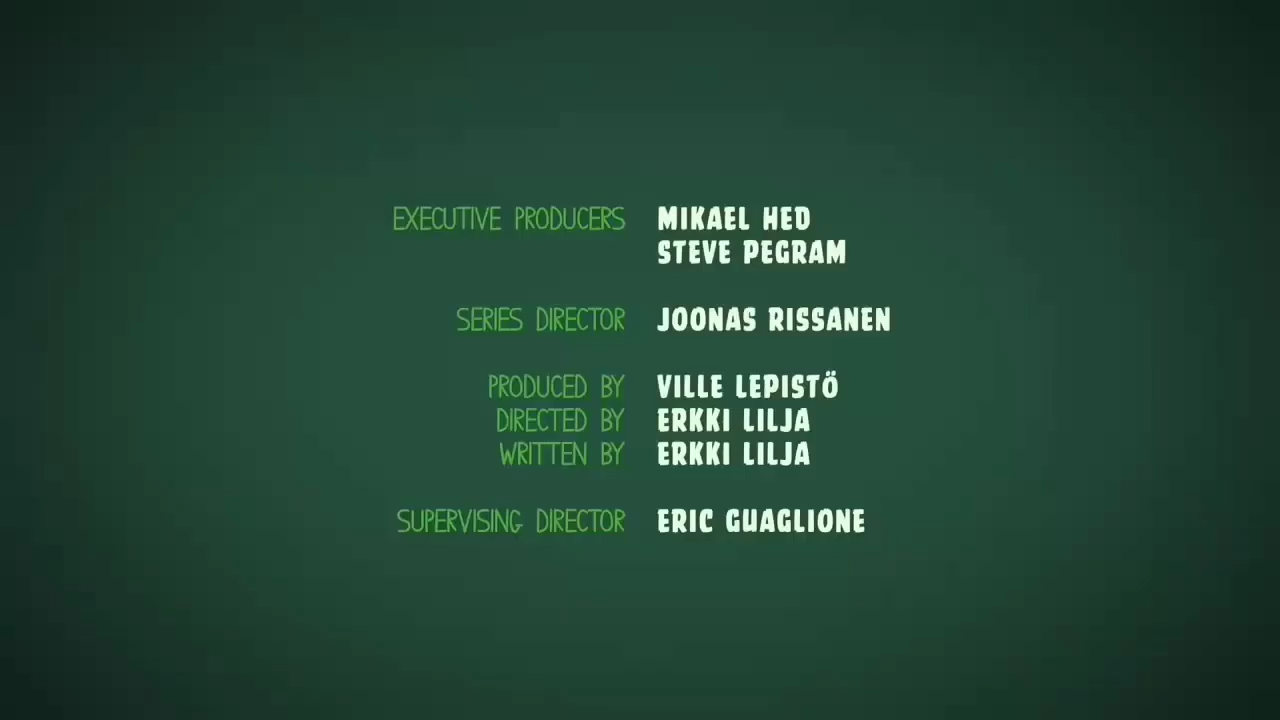 EXECUTIVE PRODUCERS MIKAEL HED
STEVE PEGRAM
SERIES DIRECTOR JOONAS RISSANEN
PRODUCED BY VILLE LEPISTÖ
DIRECTED BY ERKKI LILJA
WRITTEN BY ERKKI LILJA
SUPERVISING DIRECTOR ERIC GUAGLIONE